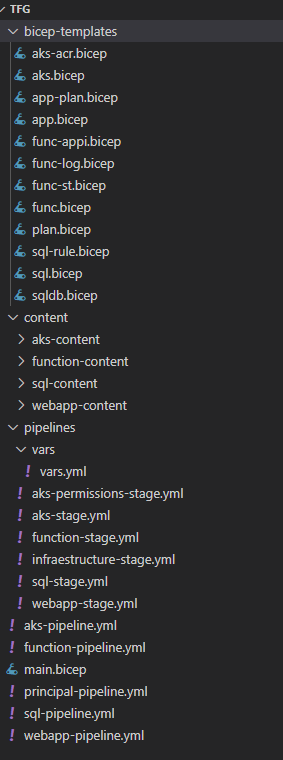 TFG
bicep-templates
aks-acr.bicep
aks.bicep
app-plan.bicep
app.bicep
func-appi.bicep
func-log.bicep
func-st.bicep
func.bicep
plan.bicep
sql-rule.bicep
sql.bicep
sqldb.bicep
content
aks-content
function-content
sql-content
webapp-content
pipelines
vars
! vars.yml
! aks-permissions-stage.yml
! aks-stage.yml
! function-stage.yml
! infraestructure-stage.yml
! sql-stage.yml
! webapp-stage.yml
! aks-pipeline.yml
! function-pipeline.yml
main.bicep
! principal-pipeline.yml
! sql-pipeline.yml
! webapp-pipeline.yml